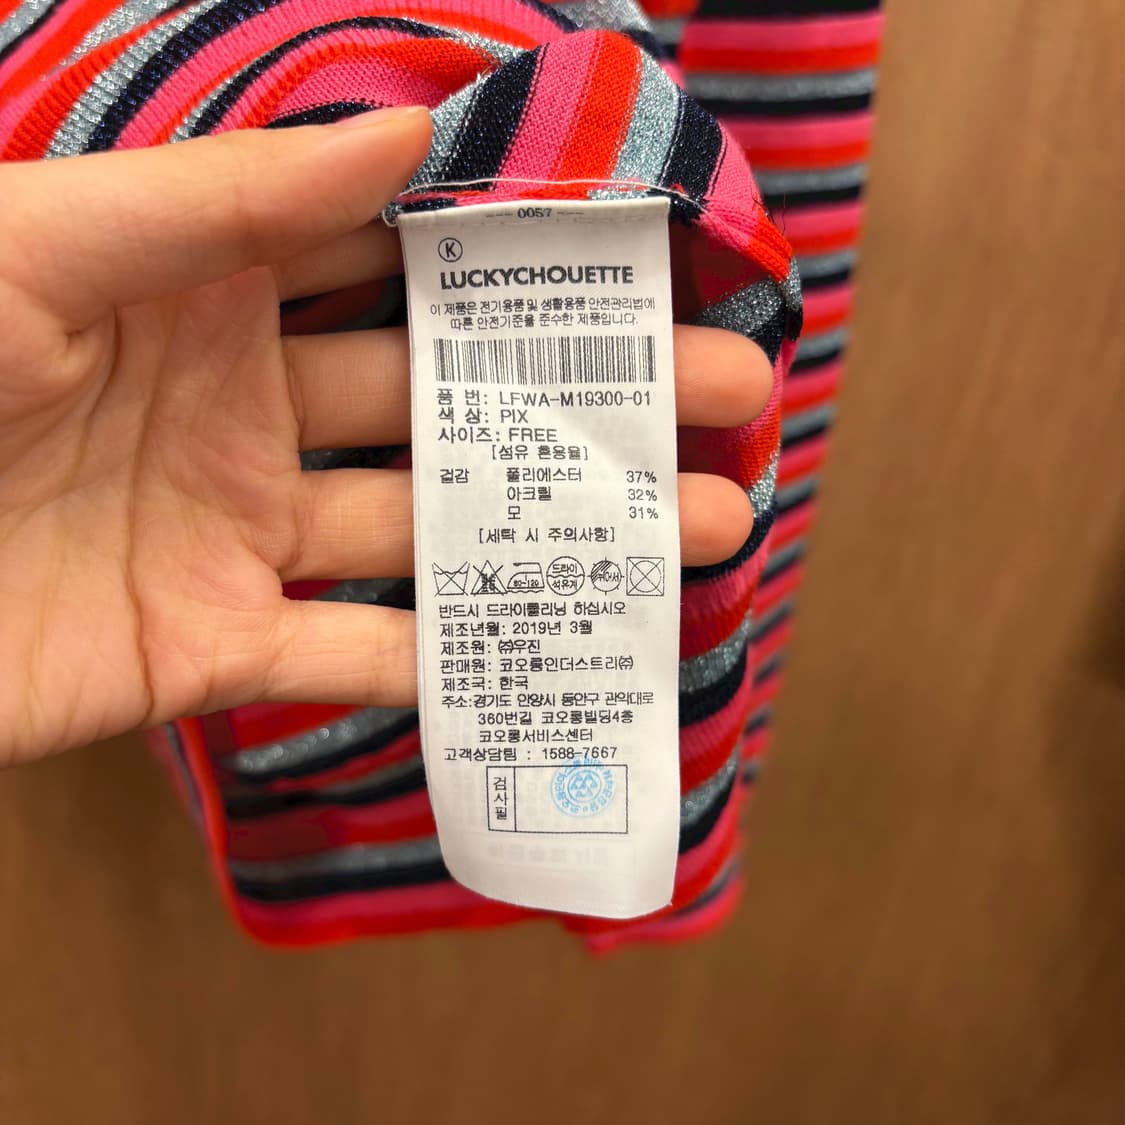 --- 0057 ---
K
LUCKYCHOUETTE
이 제품은 전기용품 및 생활용품 안전관리법에
따른 안전기준을 준수한 제품입니다.
품 번: LFWA-M19300-01
색 상: PIX
사이즈: FREE
[섬유 혼용율]
겉감 폴리에스터 37%
아크릴 32%
모 31%
[세탁 시 주의사항]
80~120 드라이 석유계
반드시 드라이클리닝 하십시오
제조년월: 2019년 3월
제조원: ㈜우진
판매원: 코오롱인더스트리㈜
제조국: 한국
주소:경기도 안양시 동안구 관악대로
360번길 코오롱빌딩4층
코오롱서비스센터
고객상담팀 : 1588-7667
검사필